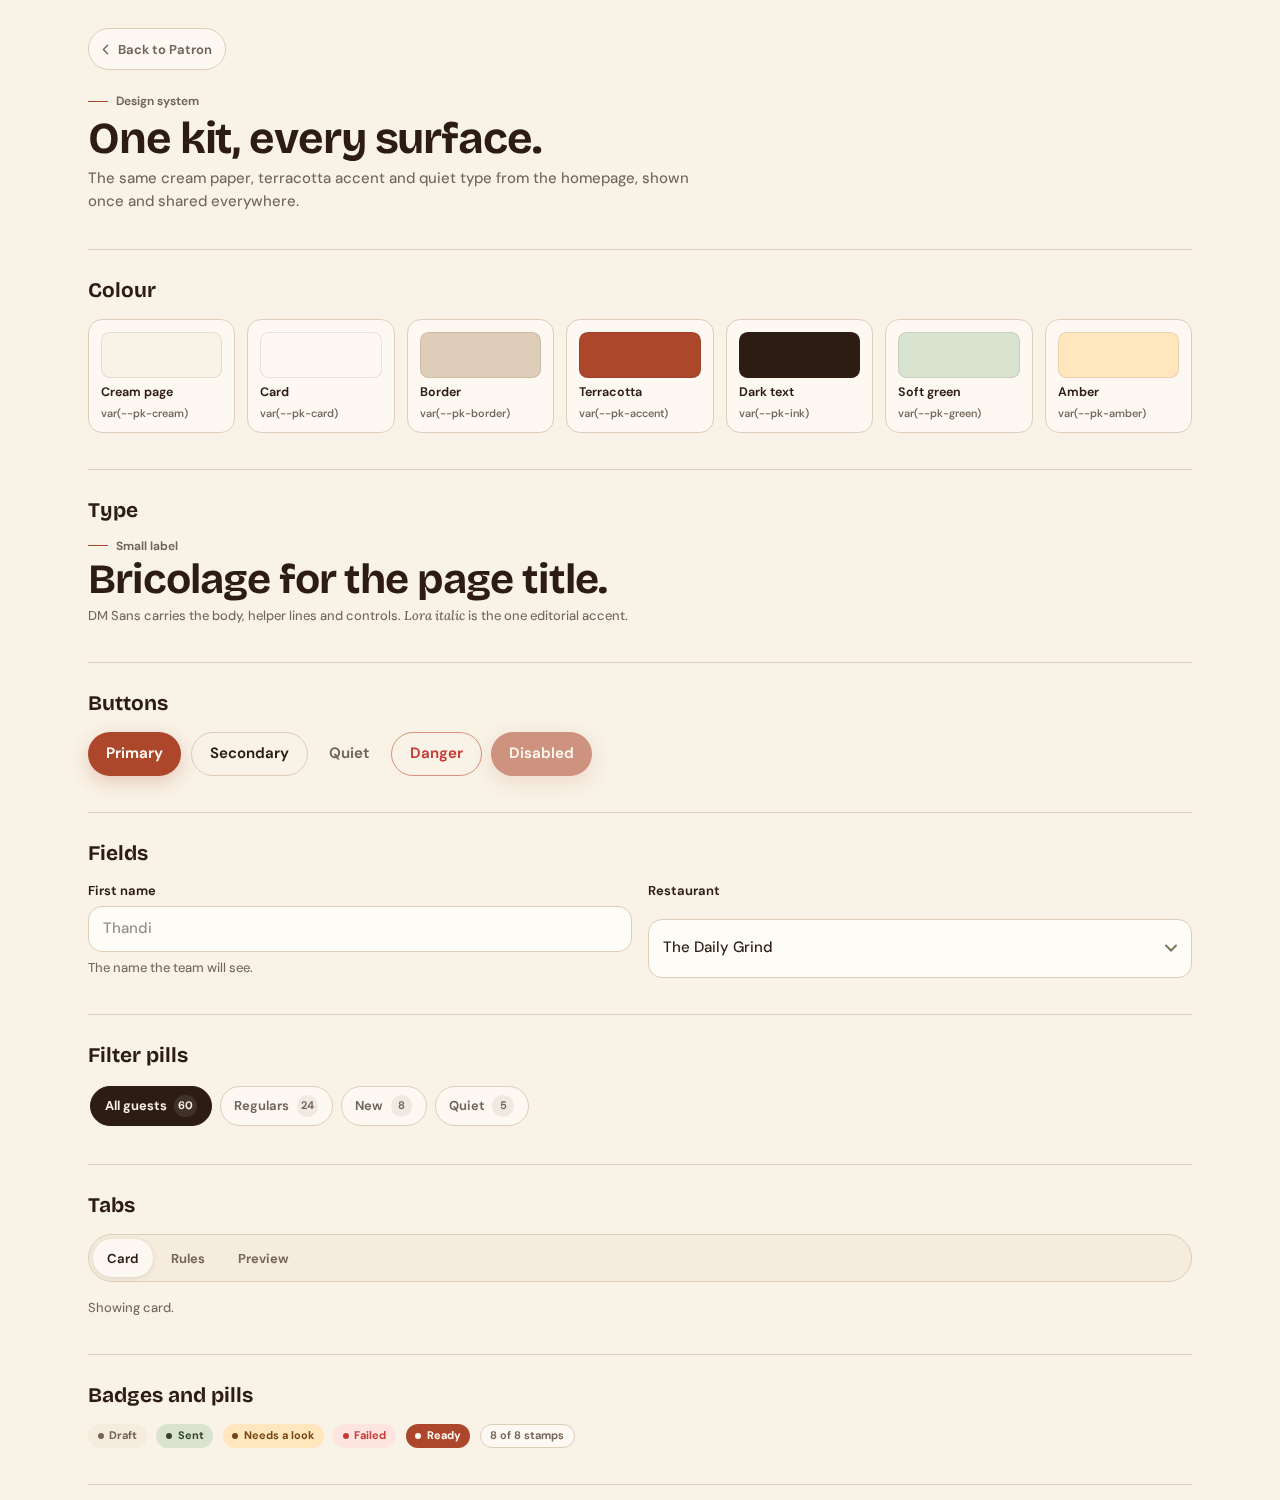 Back to Patron
Design system
One kit, every surface.
The same cream paper, terracotta accent and quiet type from the homepage, shown
once and shared everywhere.
Colour
Cream page
var(--pk-cream)
Card
var(--pk-card)
Border
var(--pk-border)
Terracotta
var(--pk-accent)
Dark text
var(--pk-ink)
Soft green
var(--pk-green)
Amber
var(--pk-amber)
Type
Small label
Bricolage for the page title.
DM Sans carries the body, helper lines and controls. Lora italic is the one editorial accent.
Buttons
Primary
Secondary
Quiet
Danger
Disabled
Fields
First name
Thandi
The name the team will see.
Restaurant
The Daily Grind
Filter pills
All guests 60
Regulars 24
New 8
Quiet 5
Tabs
Card
Rules
Preview
Showing card.
Badges and pills
Draft
Sent
Needs a look
Failed
Ready
8 of 8 stamps